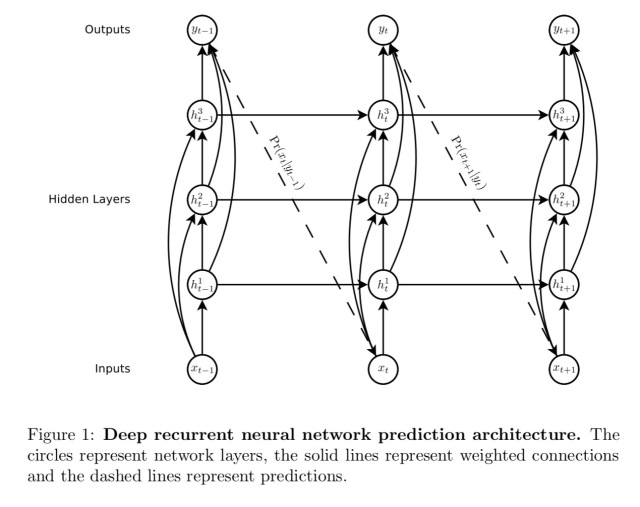 Outputs y_{t−1} y_t y_{t+1}
h^3_{t−1} h^3_t h^3_{t+1}
Pr(x_t|y_{t−1}) Pr(x_{t+1}|y_t)
Hidden Layers h^2_{t−1} h^2_t h^2_{t+1}
h^1_{t−1} h^1_t h^1_{t+1}
Inputs x_{t−1} x_t x_{t+1}
Figure 1: Deep recurrent neural network prediction architecture. The
circles represent network layers, the solid lines represent weighted connections
and the dashed lines represent predictions.